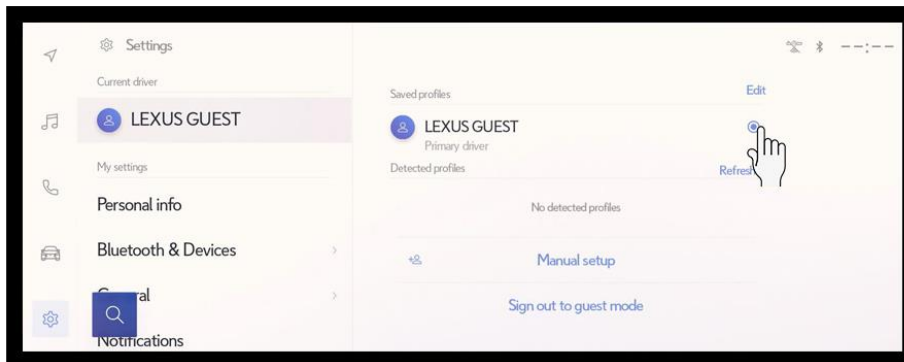 Settings
--:--
Current driver
LEXUS GUEST
My settings
Personal info
Bluetooth & Devices
Notifications
Saved profiles
Edit
LEXUS GUEST
Primary driver
Detected profiles
No detected profiles
Manual setup
Sign out to guest mode